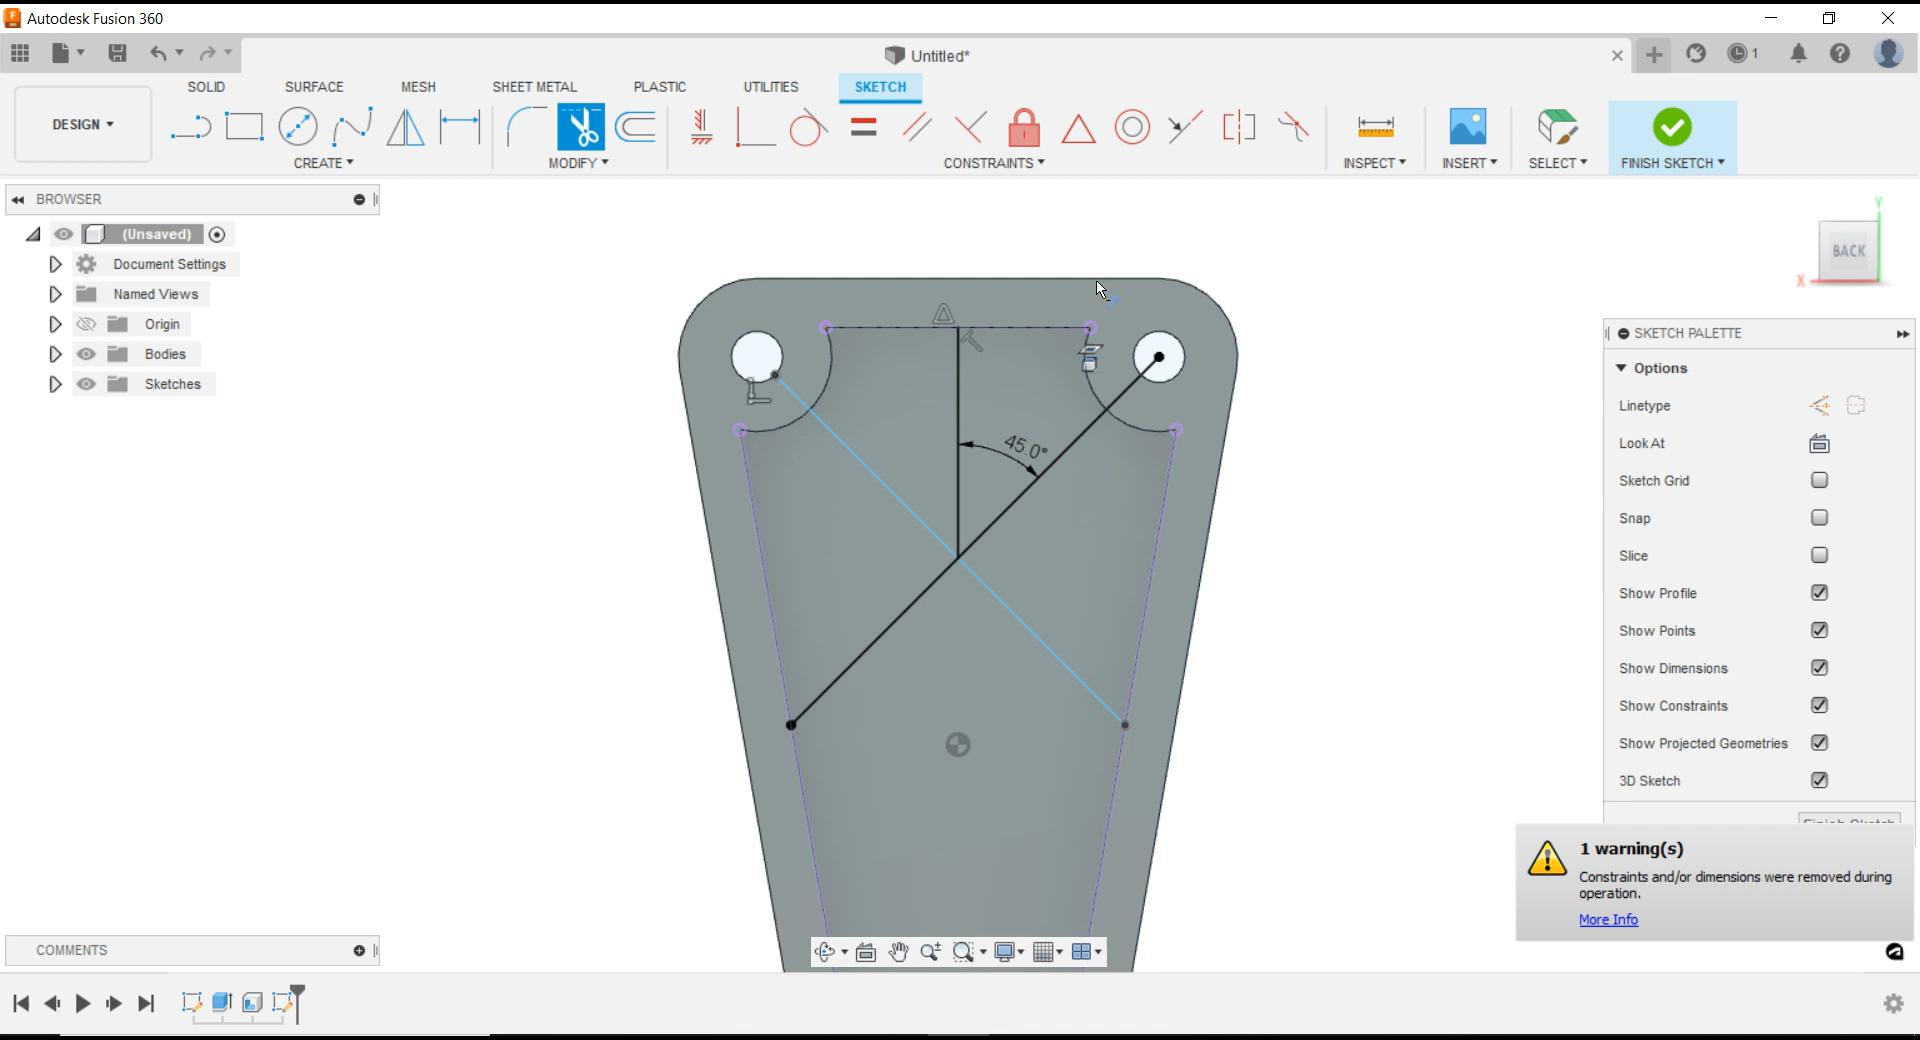 Autodesk Fusion 360
Untitled*
1
SOLID SURFACE MESH SHEET METAL PLASTIC UTILITIES SKETCH
DESIGN
CREATE MODIFY CONSTRAINTS INSPECT INSERT SELECT FINISH SKETCH
BROWSER
(Unsaved)
Document Settings
Named Views
Origin
Bodies
Sketches
Y
BACK
X
45.0°
SKETCH PALETTE
Options
Linetype
Look At
Sketch Grid
Snap
Slice
Show Profile
Show Points
Show Dimensions
Show Constraints
Show Projected Geometries
3D Sketch
Finish Sketch
1 warning(s)
Constraints and/or dimensions were removed during
operation.
More Info
COMMENTS